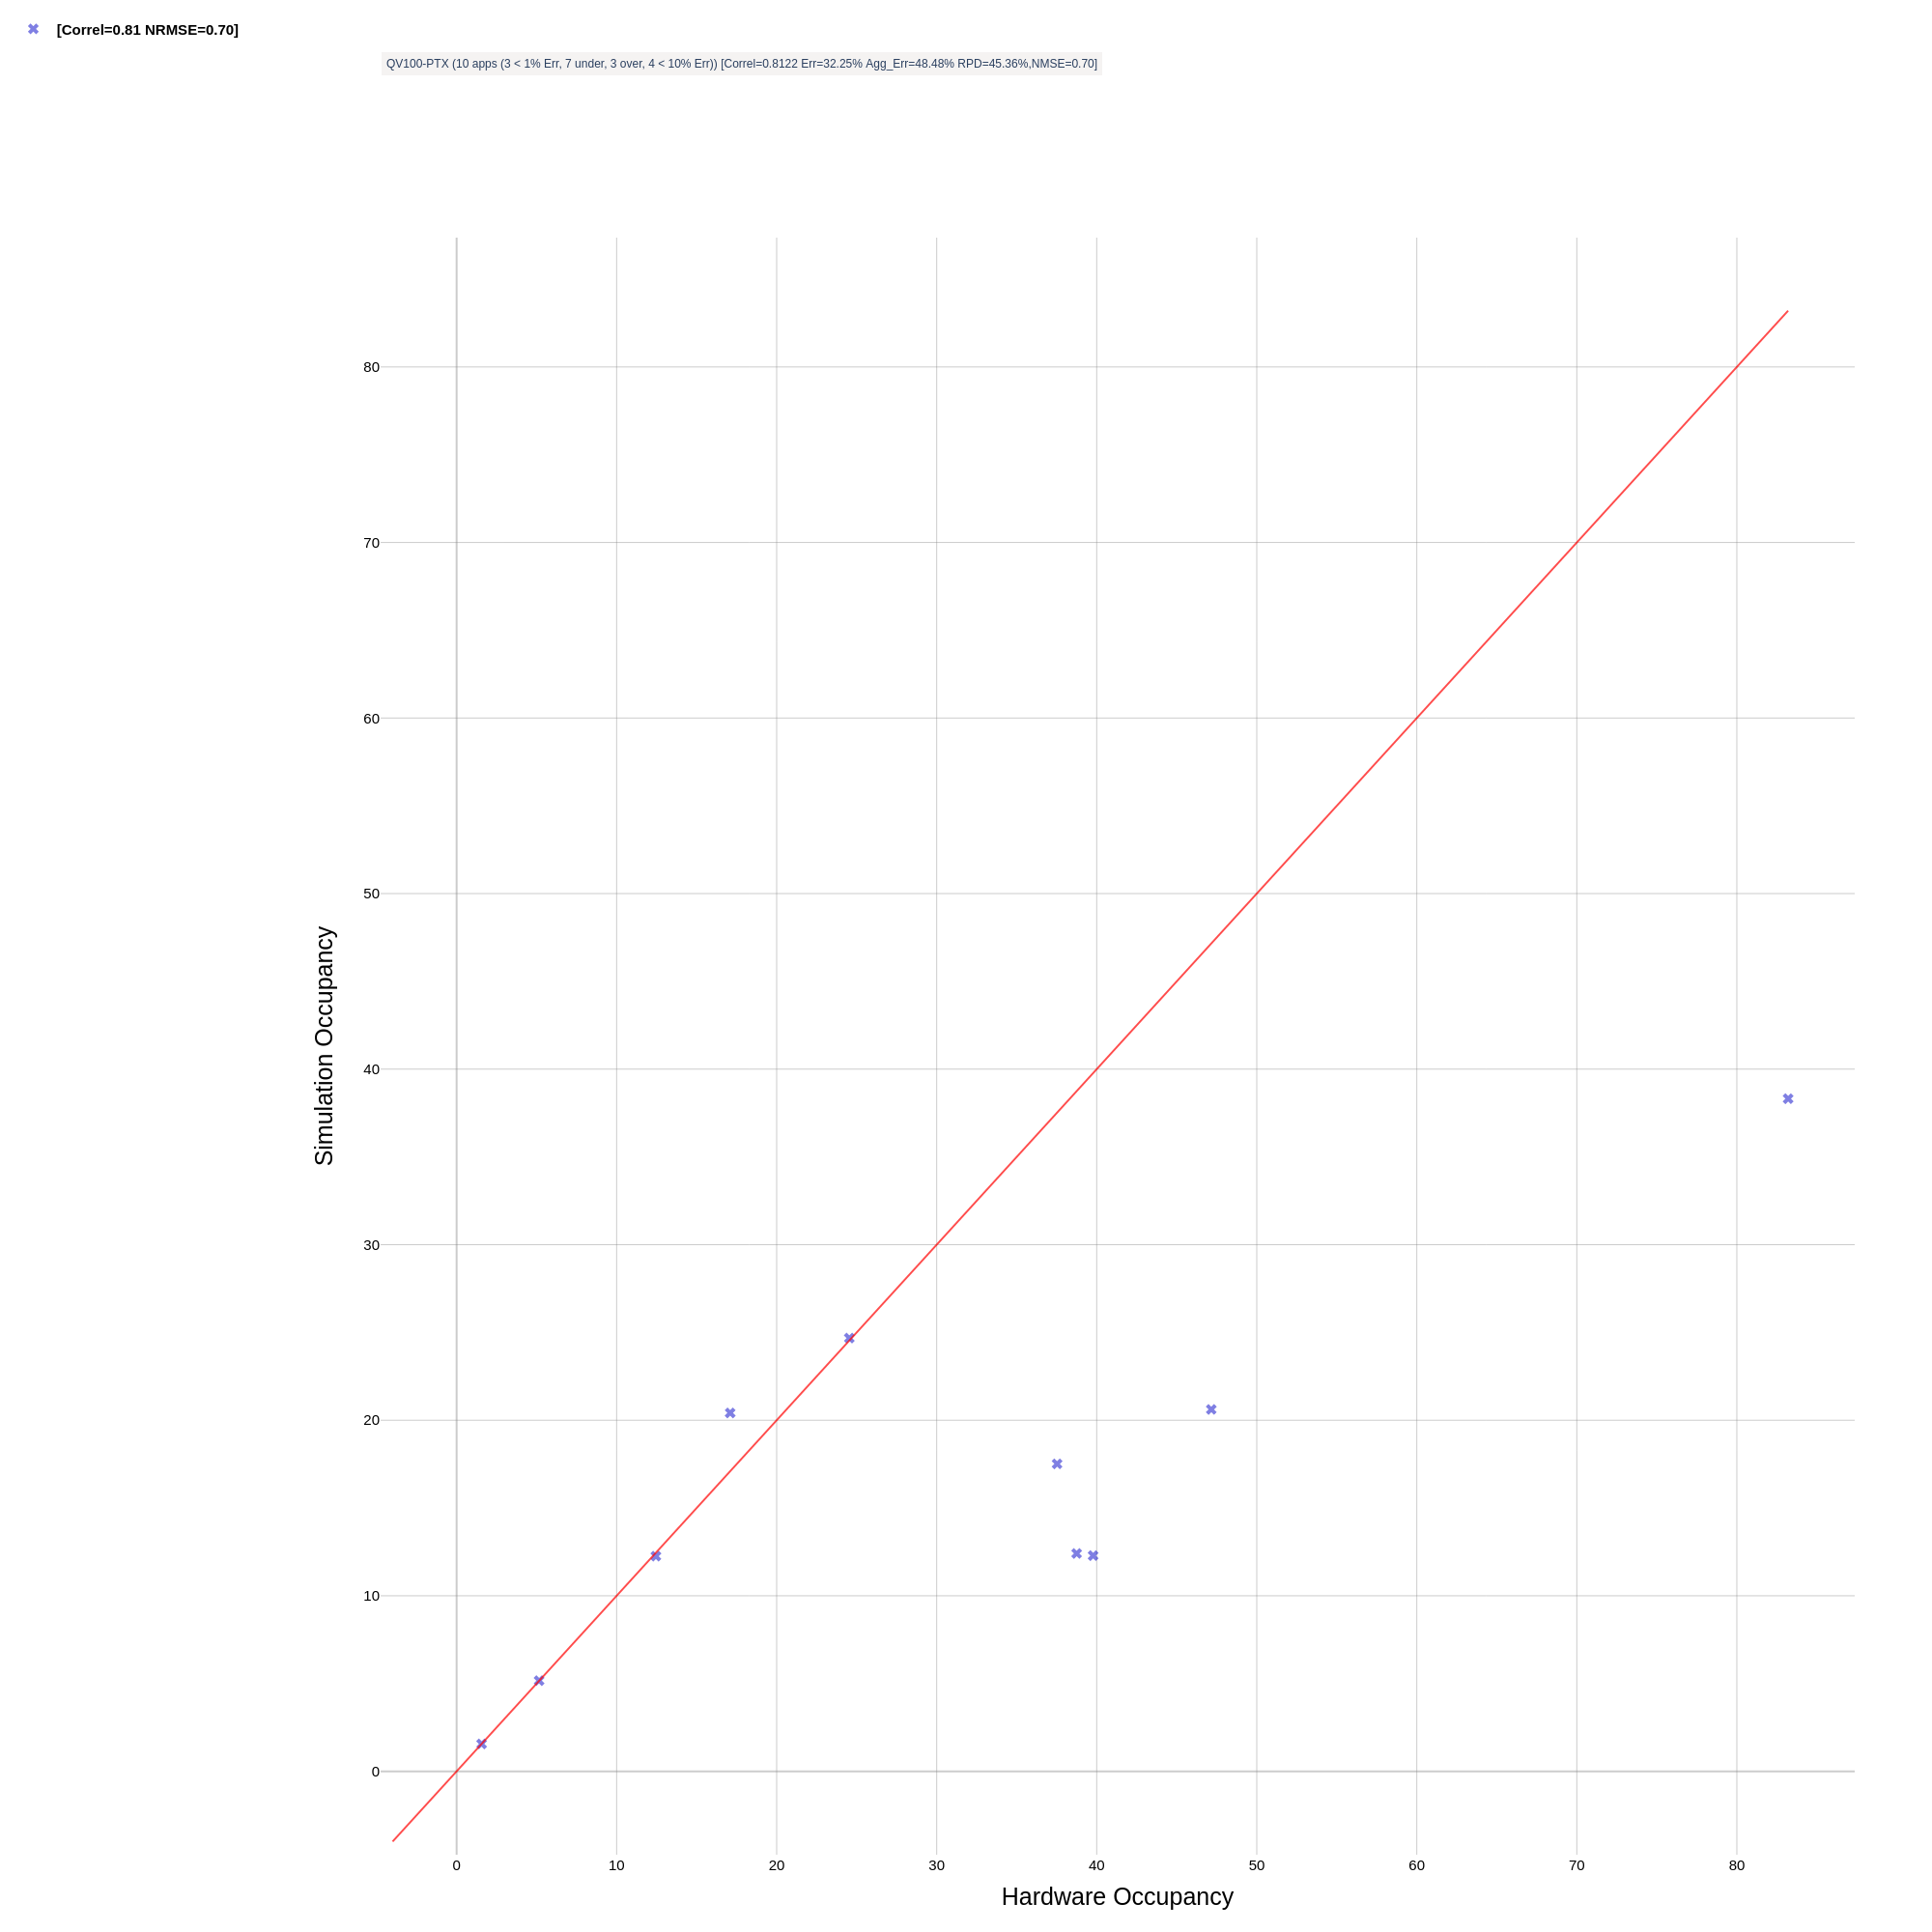 [Correl=0.81 NRMSE=0.70]
QV100-PTX (10 apps (3 < 1% Err, 7 under, 3 over, 4 < 10% Err)) [Correl=0.8122 Err=32.25% Agg_Err=48.48% RPD=45.36%,NMSE=0.70]
80
70
60
50
40
30
20
10
0
Simulation Occupancy
0 10 20 30 40 50 60 70 80
Hardware Occupancy